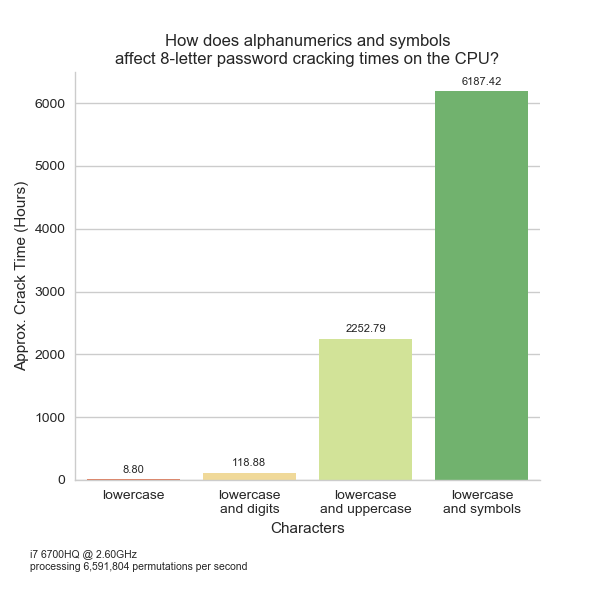 How does alphanumerics and symbols
affect 8-letter password cracking times on the CPU?
Approx. Crack Time (Hours)
6000
5000
4000
3000
2000
1000
0
8.80
118.88
2252.79
6187.42
lowercase
lowercase
and digits
lowercase
and uppercase
lowercase
and symbols
Characters
i7 6700HQ @ 2.60GHz
processing 6,591,804 permutations per second